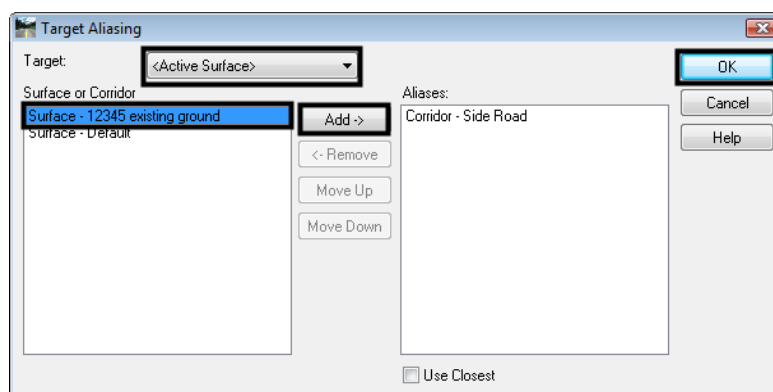 Target Aliasing
Target:
<Active Surface>
OK
Surface or Corridor
Aliases:
Cancel
Surface - 12345 existing ground
Add ->
Corridor - Side Road
Surface - Default
Help
<- Remove
Move Up
Move Down
Use Closest